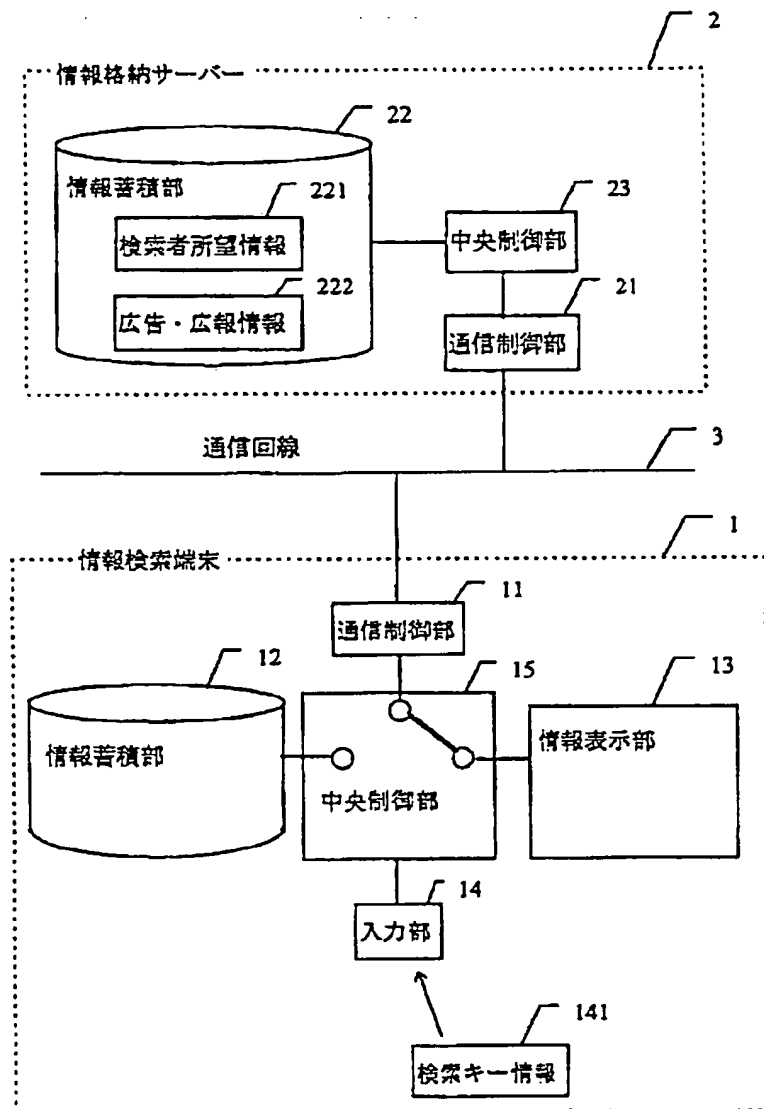 2
情報格納サーバー
22
情報蓄積部
221
検索者所望情報
222
広告・広報情報
23
中央制御部
21
通信制御部
通信回線
3
1
情報検索端末
11
通信制御部
12
情報蓄積部
15
中央制御部
13
情報表示部
14
入力部
141
検索キー情報